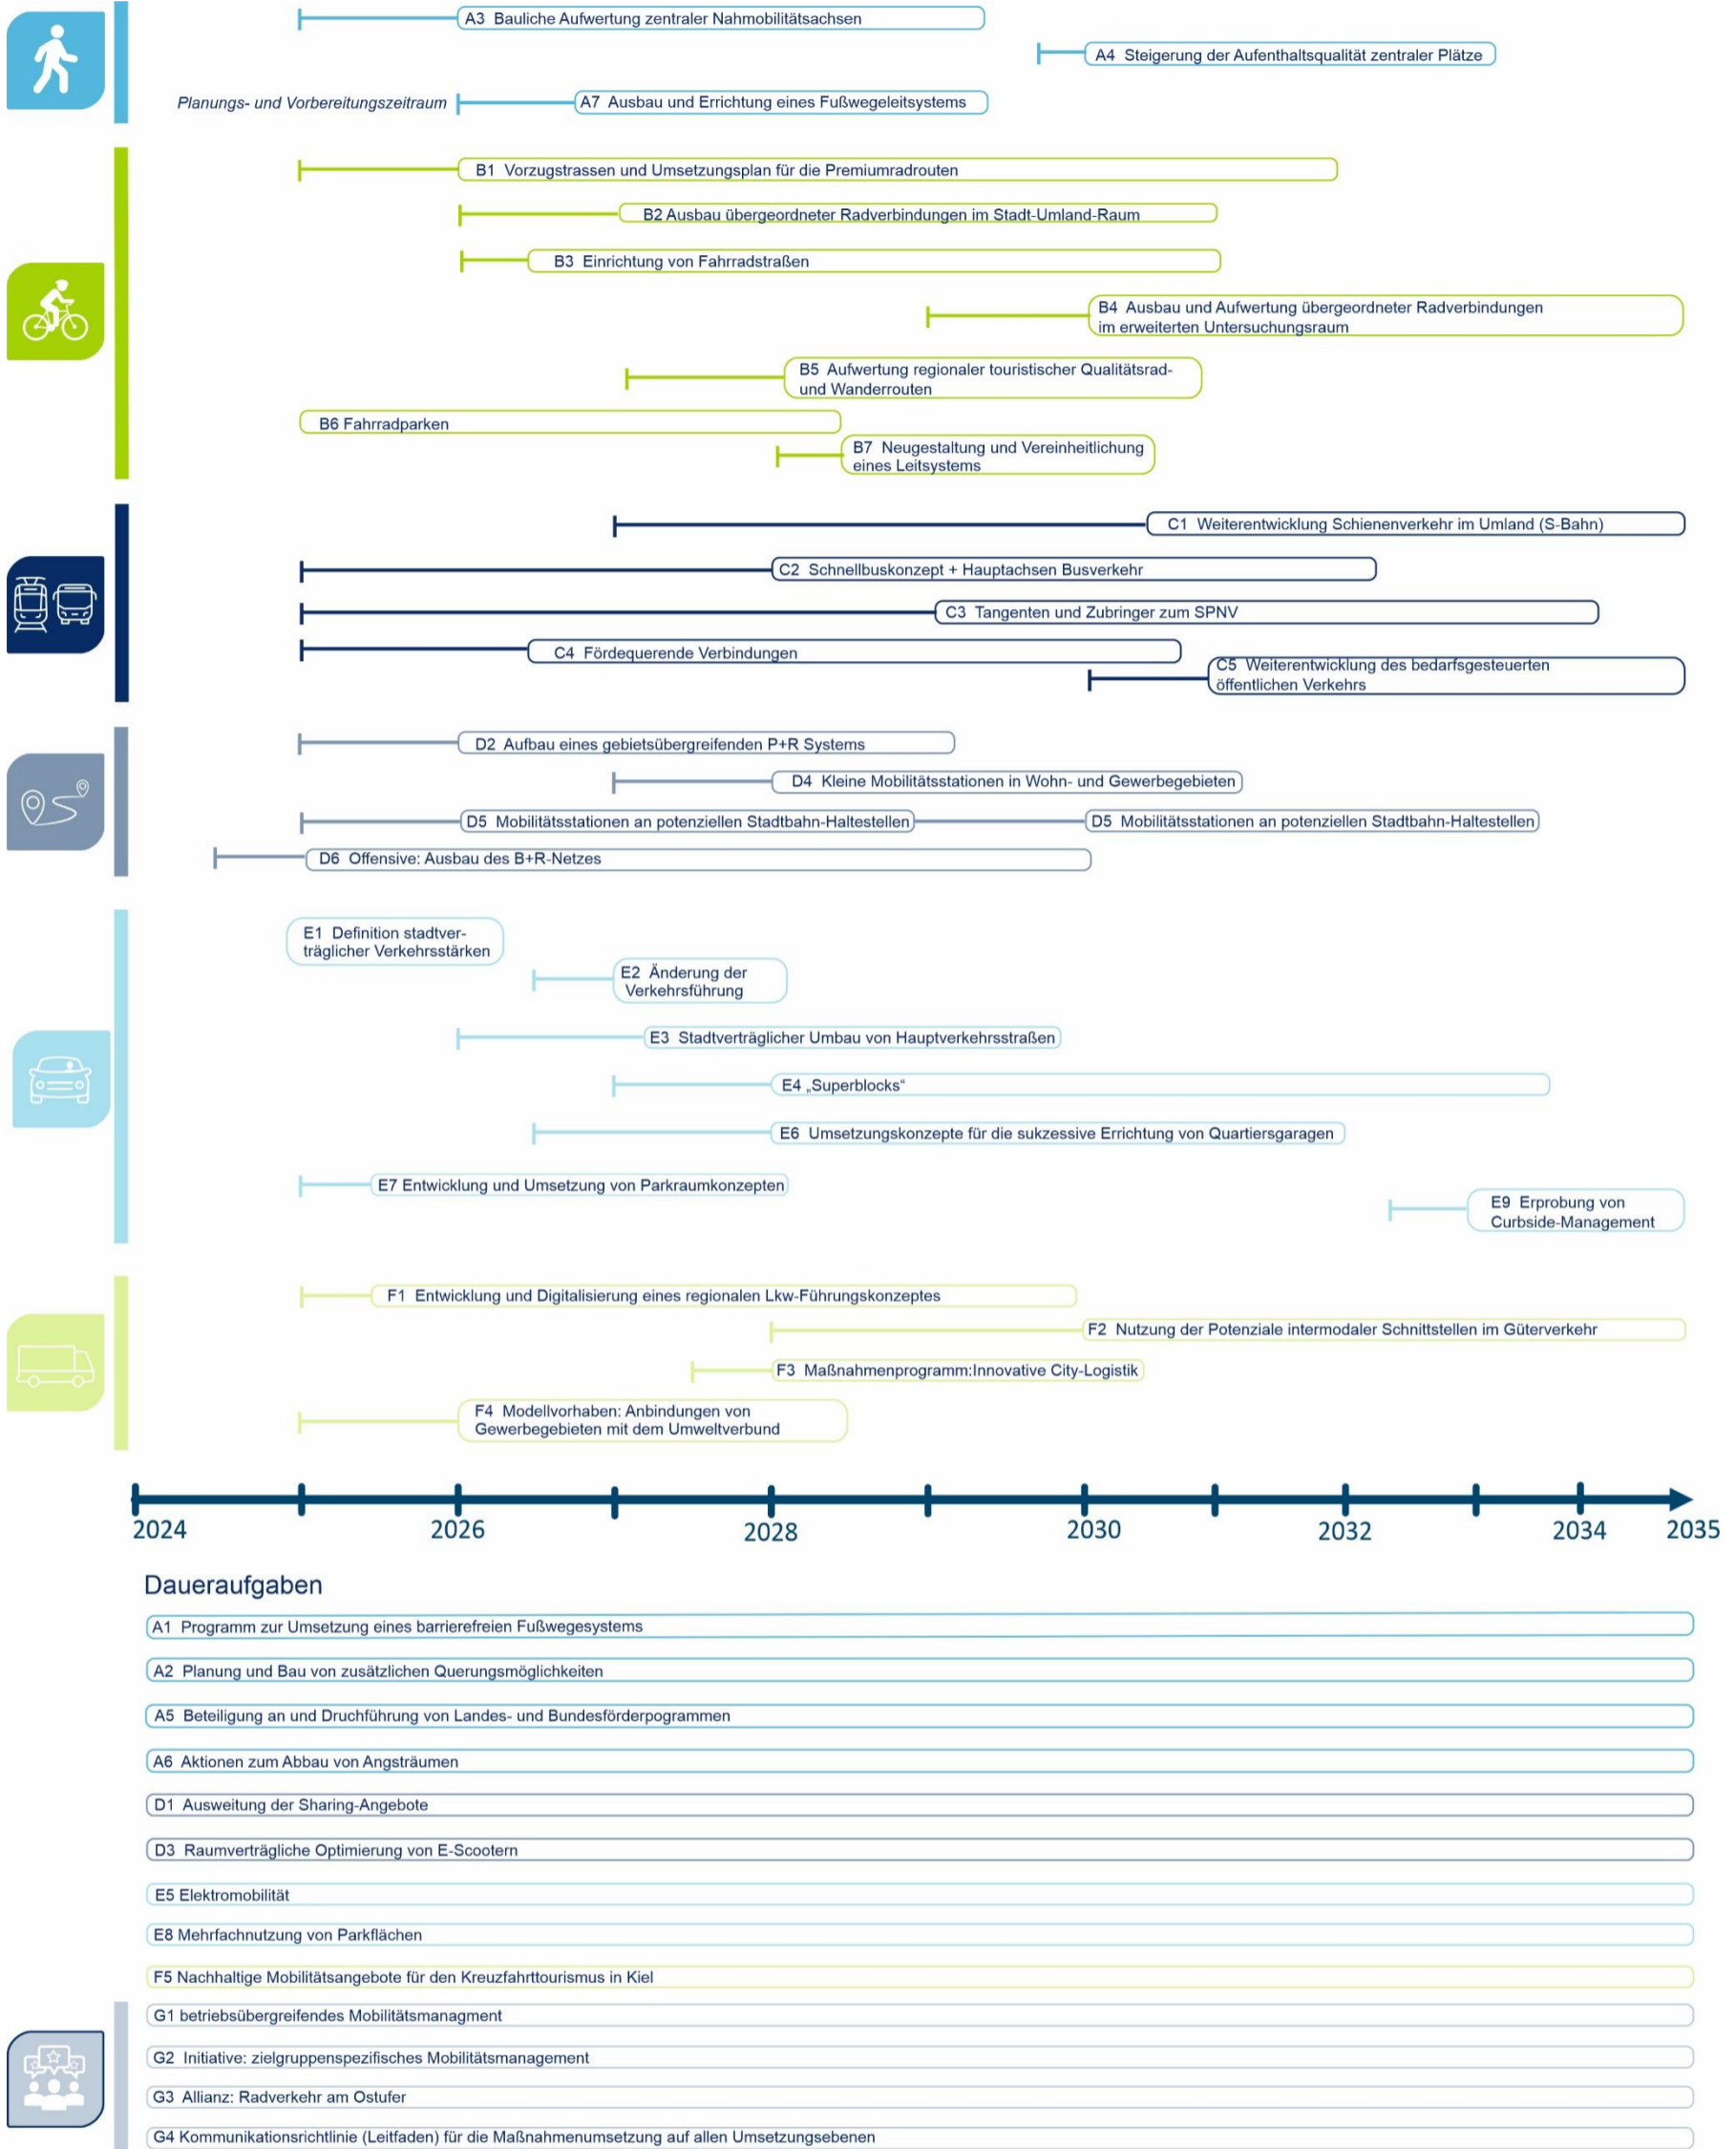 A3 Bauliche Aufwertung zentraler Nahmobilitätsachsen
A4 Steigerung der Aufenthaltsqualität zentraler Plätze
Planungs- und Vorbereitungszeitraum
A7 Ausbau und Errichtung eines Fußwegeleitsystems
B1 Vorzugstrassen und Umsetzungsplan für die Premiumradrouten
B2 Ausbau übergeordneter Radverbindungen im Stadt-Umland-Raum
B3 Einrichtung von Fahrradstraßen
B4 Ausbau und Aufwertung übergeordneter Radverbindungen
im erweiterten Untersuchungsraum
B5 Aufwertung regionaler touristischer Qualitätsrad-
und Wanderrouten
B6 Fahrradparken
B7 Neugestaltung und Vereinheitlichung
eines Leitsystems
C1 Weiterentwicklung Schienenverkehr im Umland (S-Bahn)
C2 Schnellbuskonzept + Hauptachsen Busverkehr
C3 Tangenten und Zubringer zum SPNV
C4 Fördequerende Verbindungen
C5 Weiterentwicklung des bedarfsgesteuerten
öffentlichen Verkehrs
D2 Aufbau eines gebietsübergreifenden P+R Systems
D4 Kleine Mobilitätsstationen in Wohn- und Gewerbegebieten
D5 Mobilitätsstationen an potenziellen Stadtbahn-Haltestellen
D5 Mobilitätsstationen an potenziellen Stadtbahn-Haltestellen
D6 Offensive: Ausbau des B+R-Netzes
E1 Definition stadtver-
träglicher Verkehrsstärken
E2 Änderung der
Verkehrsführung
E3 Stadtverträglicher Umbau von Hauptverkehrsstraßen
E4 „Superblocks“
E6 Umsetzungskonzepte für die sukzessive Errichtung von Quartiersgaragen
E7 Entwicklung und Umsetzung von Parkraumkonzepten
E9 Erprobung von
Curbside-Management
F1 Entwicklung und Digitalisierung eines regionalen Lkw-Führungskonzeptes
F2 Nutzung der Potenziale intermodaler Schnittstellen im Güterverkehr
F3 Maßnahmenprogramm:Innovative City-Logistik
F4 Modellvorhaben: Anbindungen von
Gewerbegebieten mit dem Umweltverbund
2024 2026 2028 2030 2032 2034 2035
Daueraufgaben
A1 Programm zur Umsetzung eines barrierefreien Fußwegesystems
A2 Planung und Bau von zusätzlichen Querungsmöglichkeiten
A5 Beteiligung an und Druchführung von Landes- und Bundesförderpogrammen
A6 Aktionen zum Abbau von Angsträumen
D1 Ausweitung der Sharing-Angebote
D3 Raumverträgliche Optimierung von E-Scootern
E5 Elektromobilität
E8 Mehrfachnutzung von Parkflächen
F5 Nachhaltige Mobilitätsangebote für den Kreuzfahrttourismus in Kiel
G1 betriebsübergreifendes Mobilitätsmanagment
G2 Initiative: zielgruppenspezifisches Mobilitätsmanagement
G3 Allianz: Radverkehr am Ostufer
G4 Kommunikationsrichtlinie (Leitfaden) für die Maßnahmenumsetzung auf allen Umsetzungsebenen